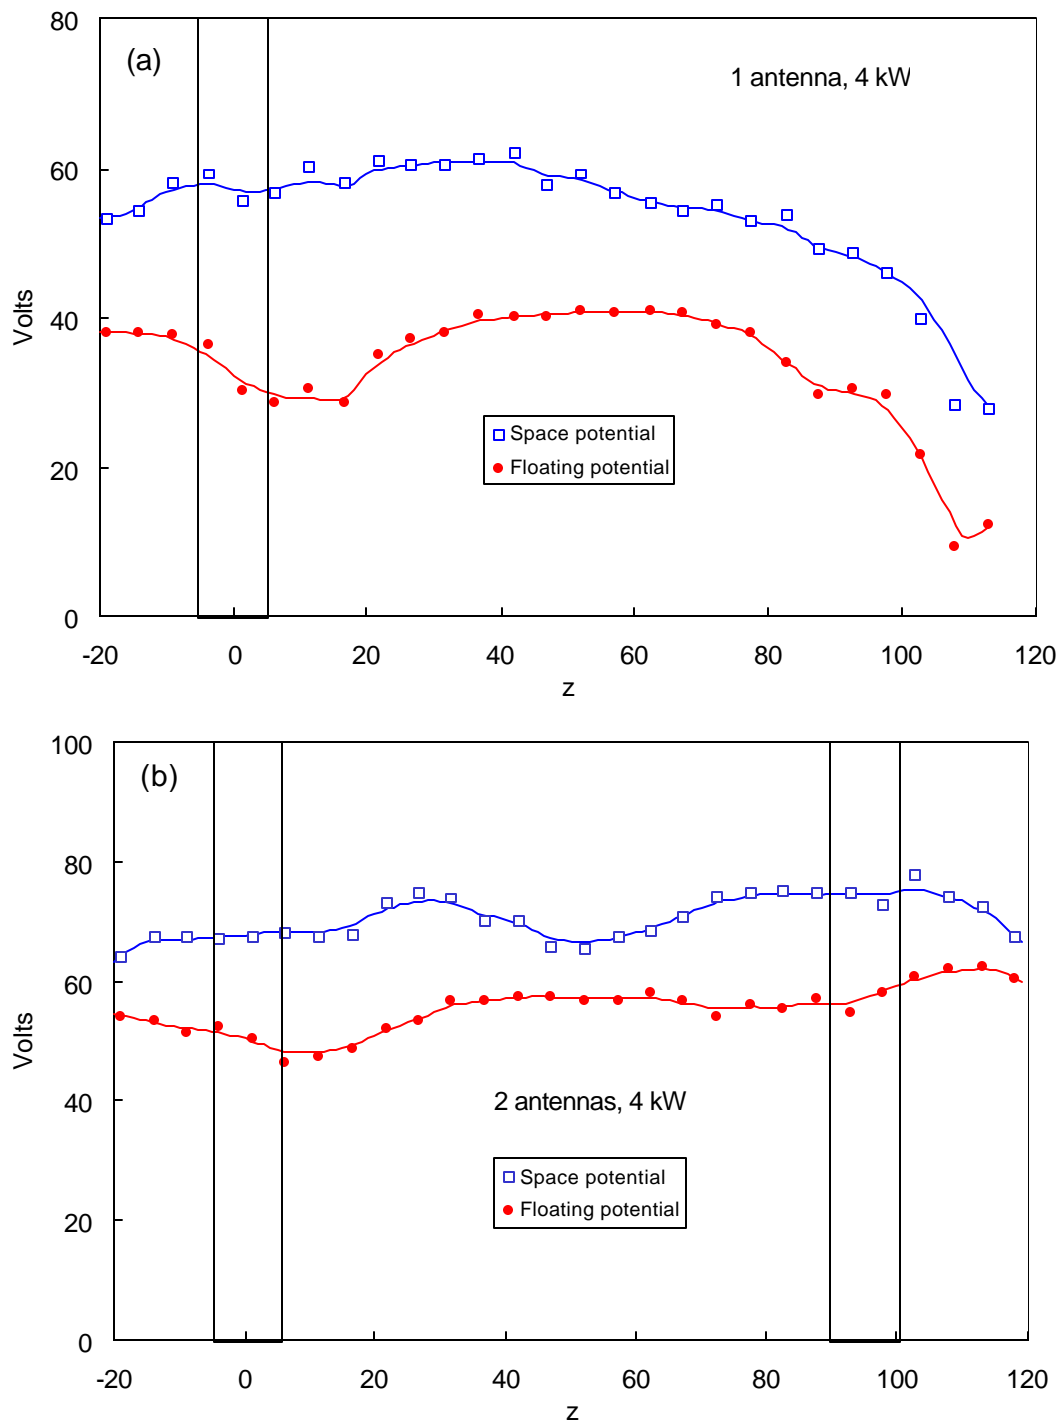 80
(a)
1 antenna, 4 kW
60
Volts
40
Space potential
Floating potential
20
0
-20 0 20 40 60 80 100 120
z
100
(b)
80
60
Volts
40
2 antennas, 4 kW
Space potential
Floating potential
20
0
-20 0 20 40 60 80 100 120
z